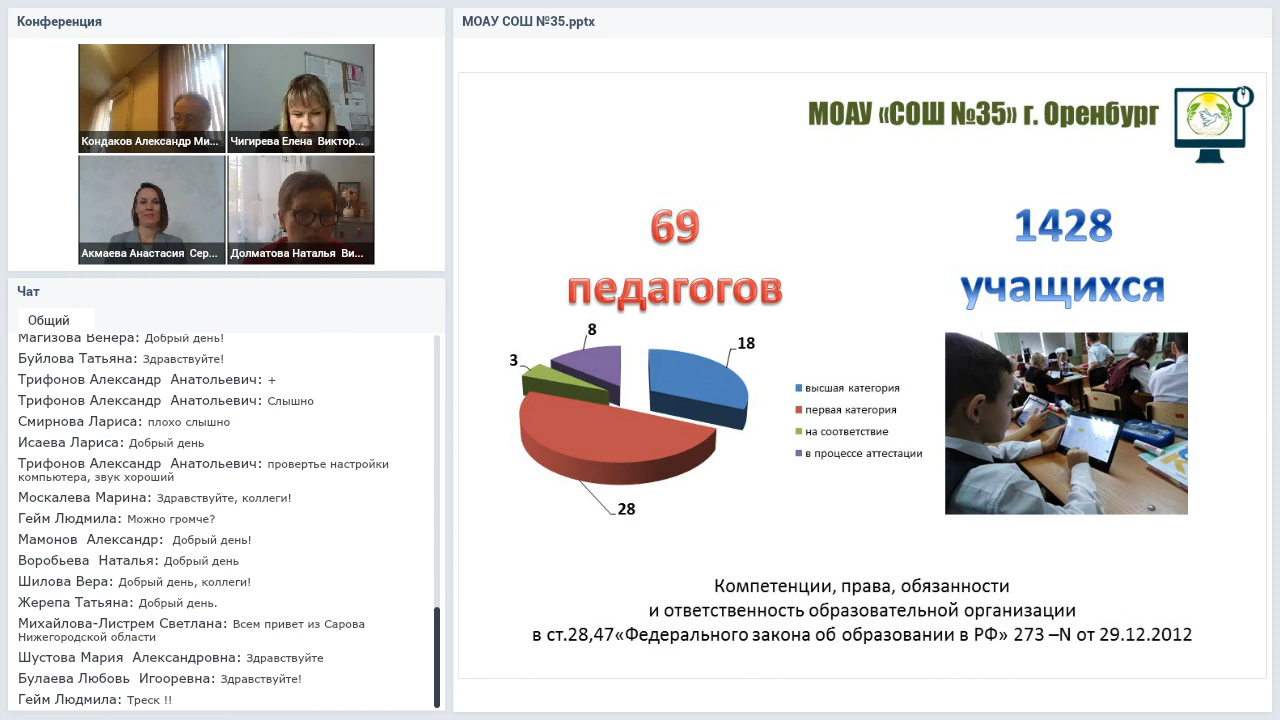 Конференция
Кондаков Александр Ми...
Чигирева Елена Виктор...
Акмаева Анастасия Сер...
Долматова Наталья Ви...
Чат
Общий
Магизова Венера: Добрый день!
Буйлова Татьяна: Здравствуйте!
Трифонов Александр Анатольевич: +
Трифонов Александр Анатольевич: Слышно
Смирнова Лариса: плохо слышно
Исаева Лариса: Добрый день
Трифонов Александр Анатольевич: провертье настройки
компьютера, звук хороший
Москалева Марина: Здравствуйте, коллеги!
Гейм Людмила: Можно громче?
Мамонов Александр: Добрый день!
Воробьева Наталья: Добрый день
Шилова Вера: Добрый день, коллеги!
Жерепа Татьяна: Добрый день.
Михайлова-Листрем Светлана: Всем привет из Сарова
Нижегородской области
Шустова Мария Александровна: Здравствуйте
Булаева Любовь Игооревна: Здравствуйте!
Гейм Людмила: Треск !!
МОАУ СОШ №35.pptx
МОАУ «СОШ №35» г. Оренбург
69
педагогов
1428
учащихся
8
18
3
28
высшая категория
первая категория
на соответствие
в процессе аттестации
Компетенции, права, обязанности
и ответственность образовательной организации
в ст.28,47«Федерального закона об образовании в РФ» 273 –N от 29.12.2012